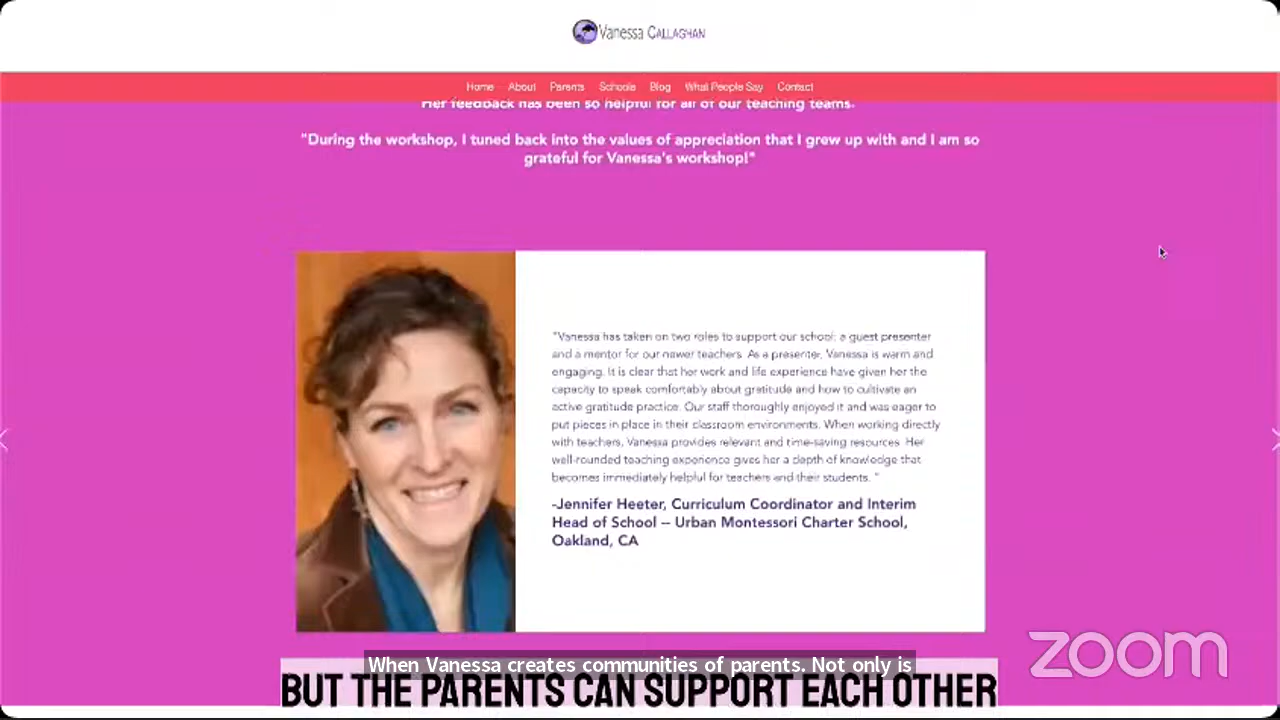 Vanessa CALLAGHAN
Home About Parents Schools Blog What People Say Contact
Her feedback has been so helpful for all of our teaching teams.
"During the workshop, I tuned back into the values of appreciation that I grew up with and I am so
grateful for Vanessa's workshop!"
"Vanessa has taken on two roles to support our school: a guest presenter
and a mentor for our newer teachers. As a presenter, Vanessa is warm and
engaging. It is clear that her work and life experience have given her the
capacity to speak comfortably about gratitude and how to cultivate an
active gratitude practice. Our staff thoroughly enjoyed it and was eager to
put pieces in place in their classroom environments. When working directly
with teachers, Vanessa provides relevant and time-saving resources. Her
well-rounded teaching experience gives her a depth of knowledge that
becomes immediately helpful for teachers and their students. "
-Jennifer Heeter, Curriculum Coordinator and Interim
Head of School -- Urban Montessori Charter School,
Oakland, CA
zoom
When Vanessa creates communities of parents. Not only is
BUT THE PARENTS CAN SUPPORT EACH OTHER